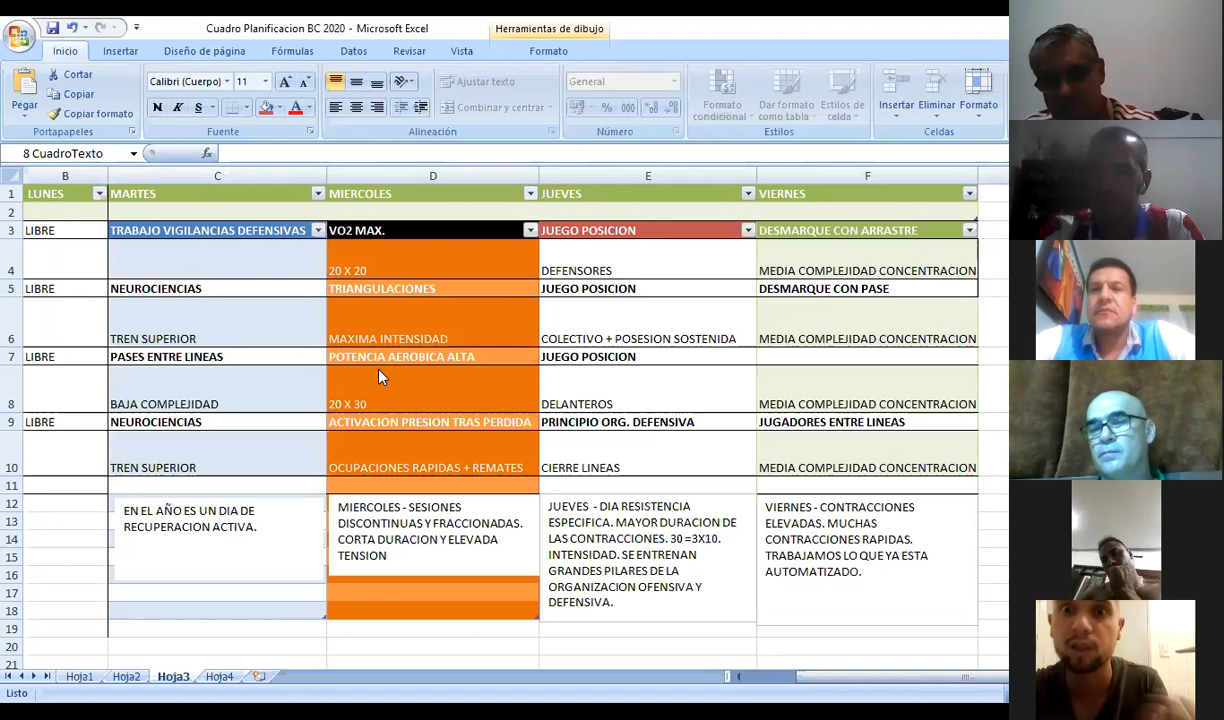 Cuadro Planificacion BC 2020 - Microsoft Excel
Herramientas de dibujo
Inicio Insertar Diseño de página Fórmulas Datos Revisar Vista Formato
Pegar
Cortar
Copiar
Copiar formato
Portapapeles
Calibri (Cuerpo) 11
N K S
Fuente
Ajustar texto
Combinar y centrar
Alineación
General
% 000
Número
Formato condicional
Dar formato como tabla
Estilos de celda
Estilos
Insertar Eliminar Formato
Celdas
8 CuadroTexto
fx
B C D E F
1 LUNES MARTES MIERCOLES JUEVES VIERNES
2
3 LIBRE TRABAJO VIGILANCIAS DEFENSIVAS VO2 MAX. JUEGO POSICION DESMARQUE CON ARRASTRE
4 20 X 20 DEFENSORES MEDIA COMPLEJIDAD CONCENTRACION
5 LIBRE NEUROCIENCIAS TRIANGULACIONES JUEGO POSICION DESMARQUE CON PASE
6 TREN SUPERIOR MAXIMA INTENSIDAD COLECTIVO + POSESION SOSTENIDA
7 LIBRE PASES ENTRE LINEAS POTENCIA AEROBICA ALTA JUEGO POSICION
8 BAJA COMPLEJIDAD 20 X 30 DELANTEROS MEDIA COMPLEJIDAD CONCENTRACION
9 LIBRE NEUROCIENCIAS ACTIVACION PRESION TRAS PERDIDA PRINCIPIO ORG. DEFENSIVA JUGADORES ENTRE LINEAS
10 TREN SUPERIOR OCUPACIONES RAPIDAS + REMATES CIERRE LINEAS MEDIA COMPLEJIDAD CONCENTRACION
11
12
13
14
15
16
17
18
19
20
21
EN EL AÑO ES UN DIA DE
RECUPERACION ACTIVA.
MIERCOLES - SESIONES
DISCONTINUAS Y FRACCIONADAS.
CORTA DURACION Y ELEVADA
TENSION
JUEVES - DIA RESISTENCIA
ESPECIFICA. MAYOR DURACION DE
LAS CONTRACCIONES. 30 =3X10.
INTENSIDAD. SE ENTRENAN
GRANDES PILARES DE LA
ORGANIZACION OFENSIVA Y
DEFENSIVA.
VIERNES - CONTRACCIONES
ELEVADAS. MUCHAS
CONTRACCIONES RAPIDAS.
TRABAJAMOS LO QUE YA ESTA
AUTOMATIZADO.
Hoja1 Hoja2 Hoja3 Hoja4
Listo